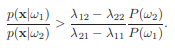 p(x|ω₁)/p(x|ω₂) > (λ₁₂ − λ₂₂)/(λ₂₁ − λ₁₁) P(ω₂)/P(ω₁).